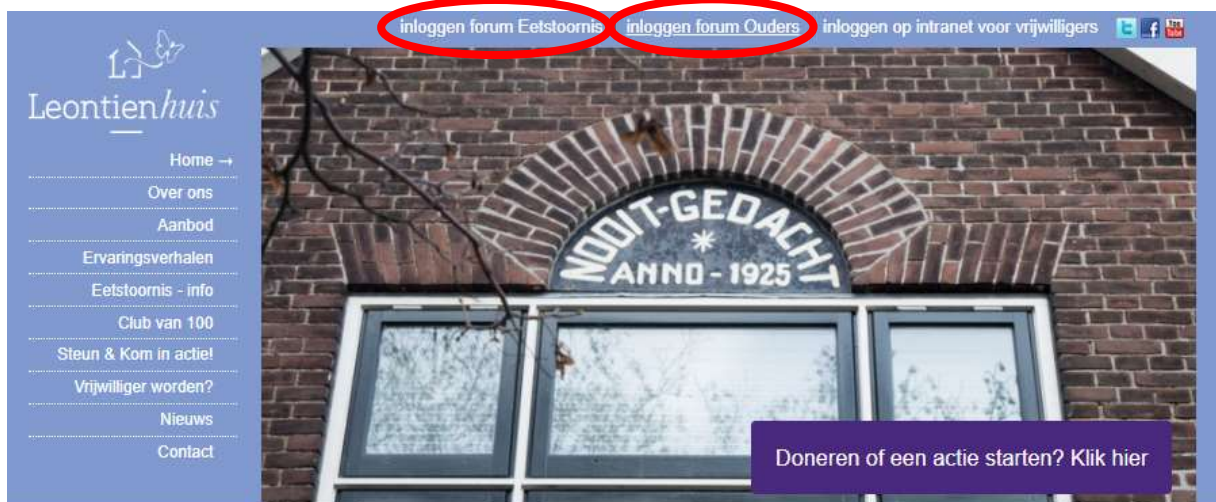 inloggen forum Eetstoornis inloggen forum Ouders inloggen op intranet voor vrijwilligers
Leontienhuis
Home →
Over ons
Aanbod
Ervaringsverhalen
Eetstoornis - info
Club van 100
Steun & Kom in actie!
Vrijwilliger worden?
Nieuws
Contact
NOOIT-GEDACHT
* ANNO - 1925
Doneren of een actie starten? Klik hier